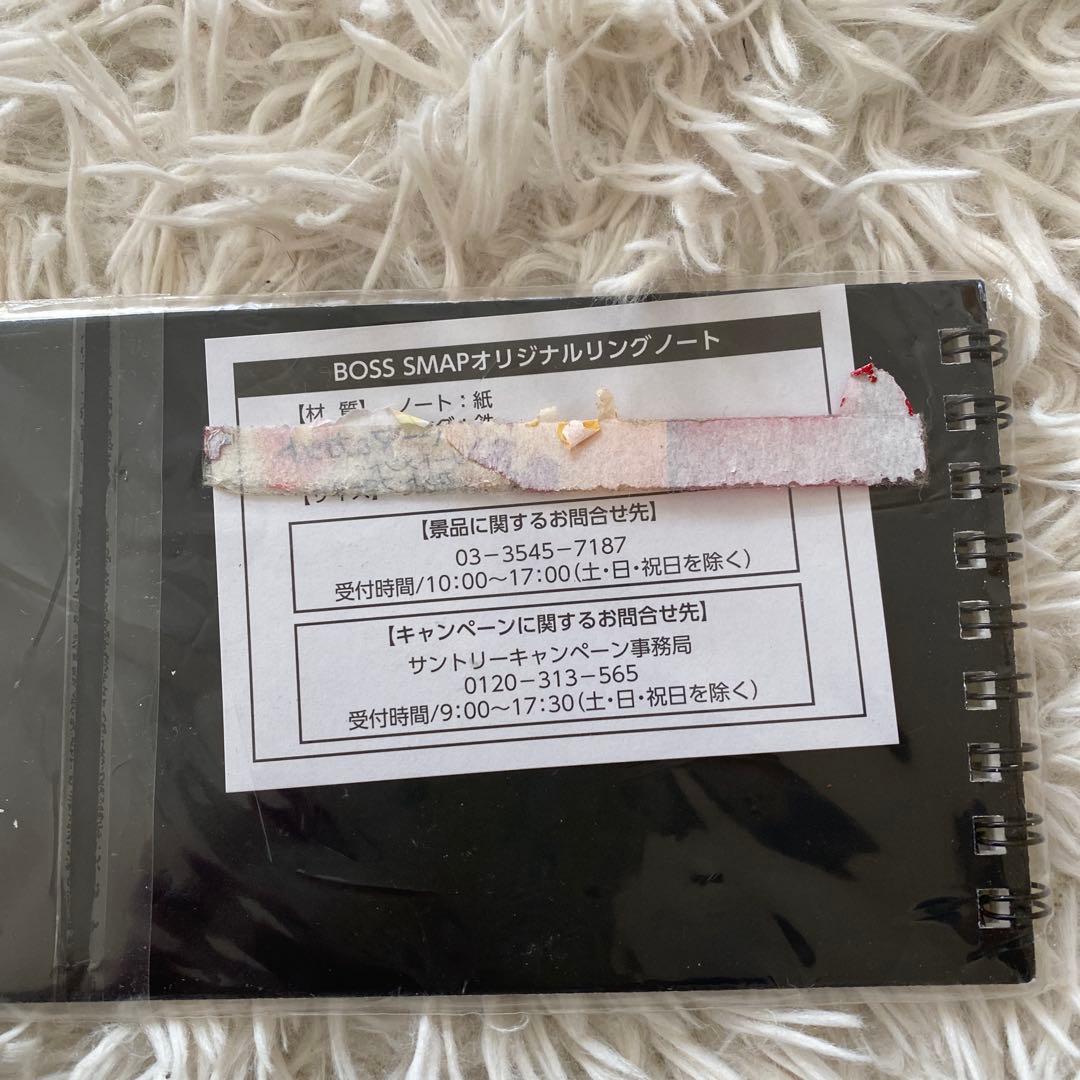 BOSS SMAPオリジナルリングノート
【材 質】 ノート：紙
【景品に関するお問合せ先】
03−3545−7187
受付時間/10:00〜17:00(土・日・祝日を除く)
【キャンペーンに関するお問合せ先】
サントリーキャンペーン事務局
0120−313−565
受付時間/9:00〜17:30(土・日・祝日を除く)